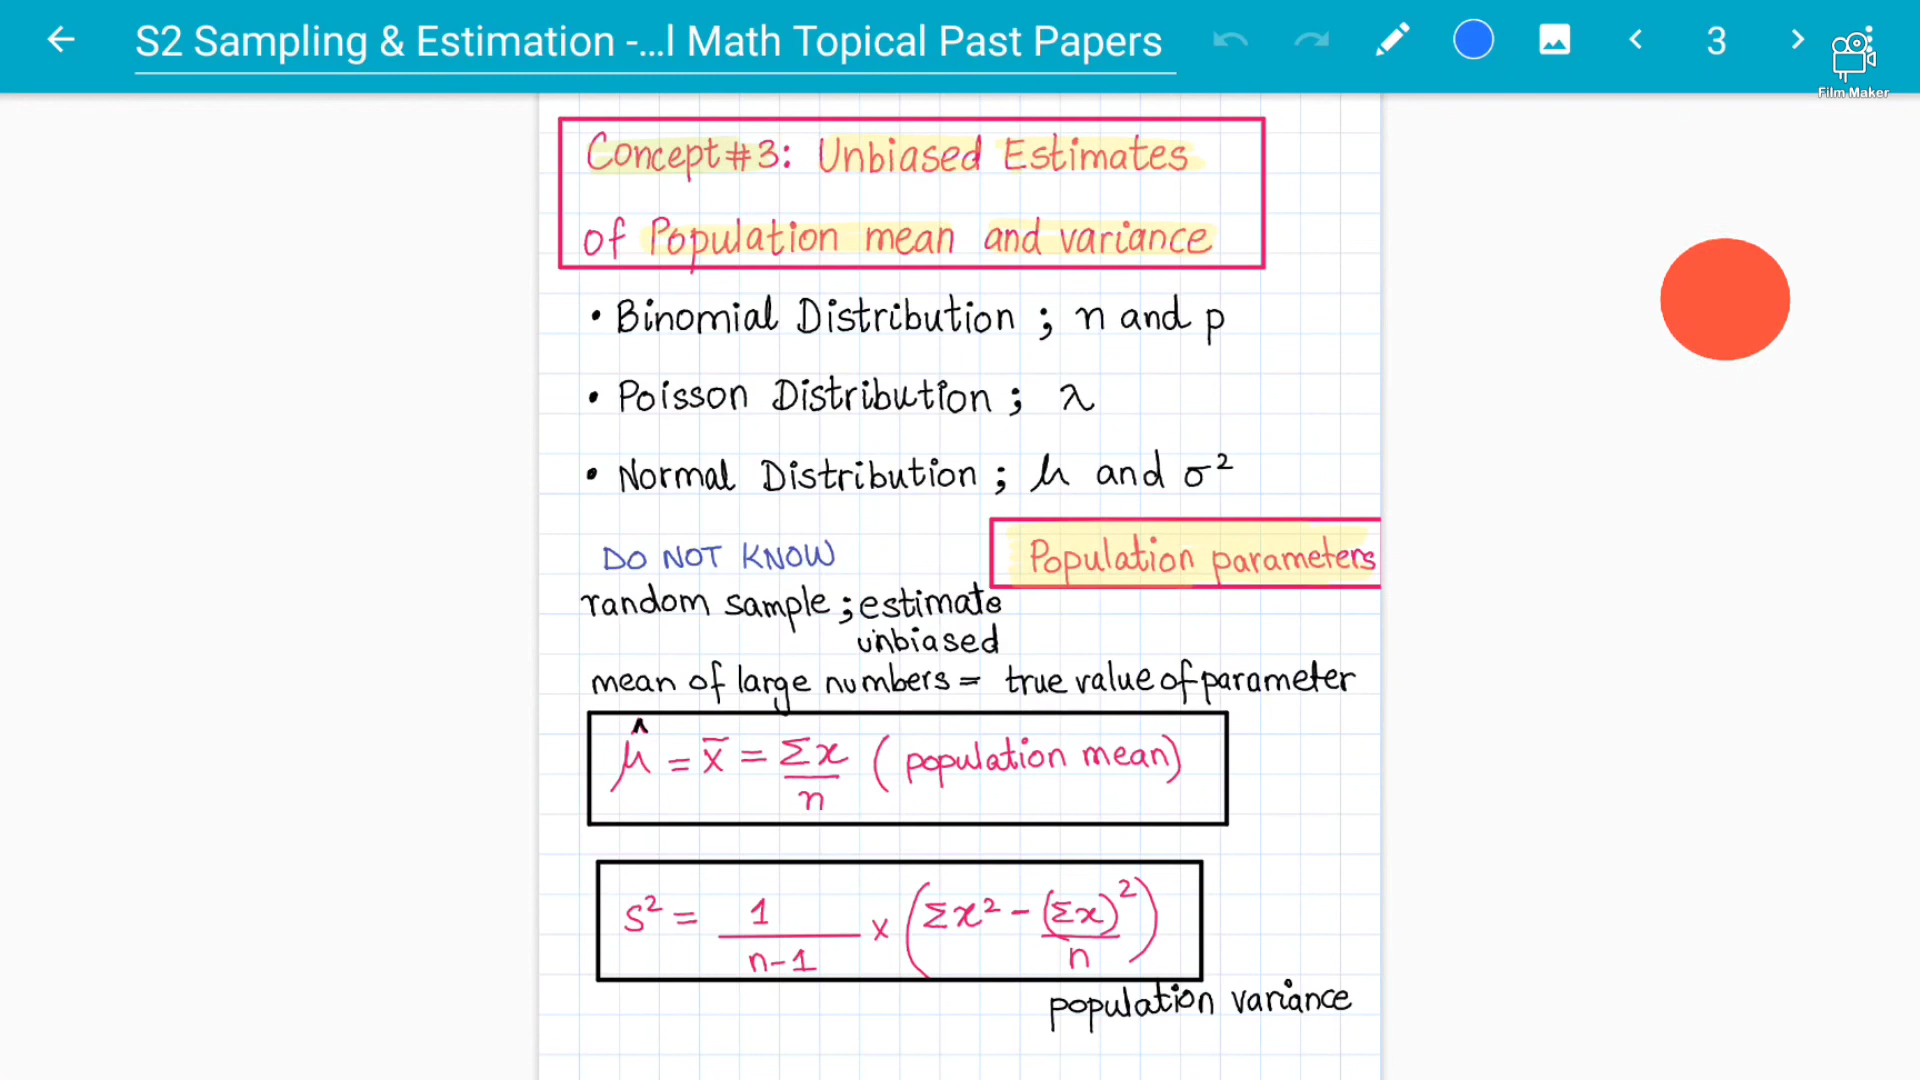 S2 Sampling & Estimation -...l Math Topical Past Papers
3
Film Maker
Concept#3: Unbiased Estimates
of Population mean and variance
• Binomial Distribution ; n and p
• Poisson Distribution ; λ
• Normal Distribution ; μ and σ²
DO NOT KNOW
Population parameters
random sample ; estimate
unbiased
mean of large numbers = true value of parameter
μ̂ = x̄ = Σx/n (population mean)
s² = 1/(n-1) × (Σx² - (Σx)²/n)
population variance